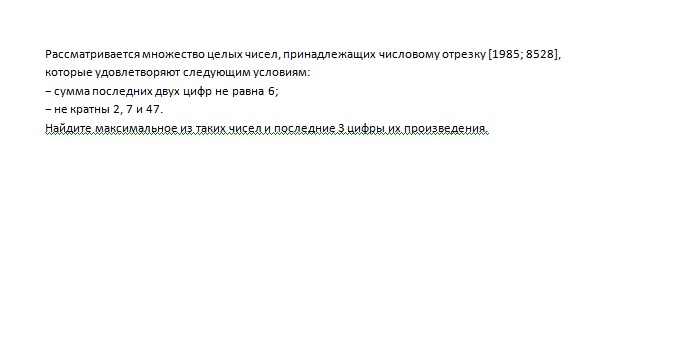 Рассматривается множество целых чисел, принадлежащих числовому отрезку [1985; 8528],
которые удовлетворяют следующим условиям:
– сумма последних двух цифр не равна 6;
– не кратны 2, 7 и 47.
Найдите максимальное из таких чисел и последние 3 цифры их произведения.